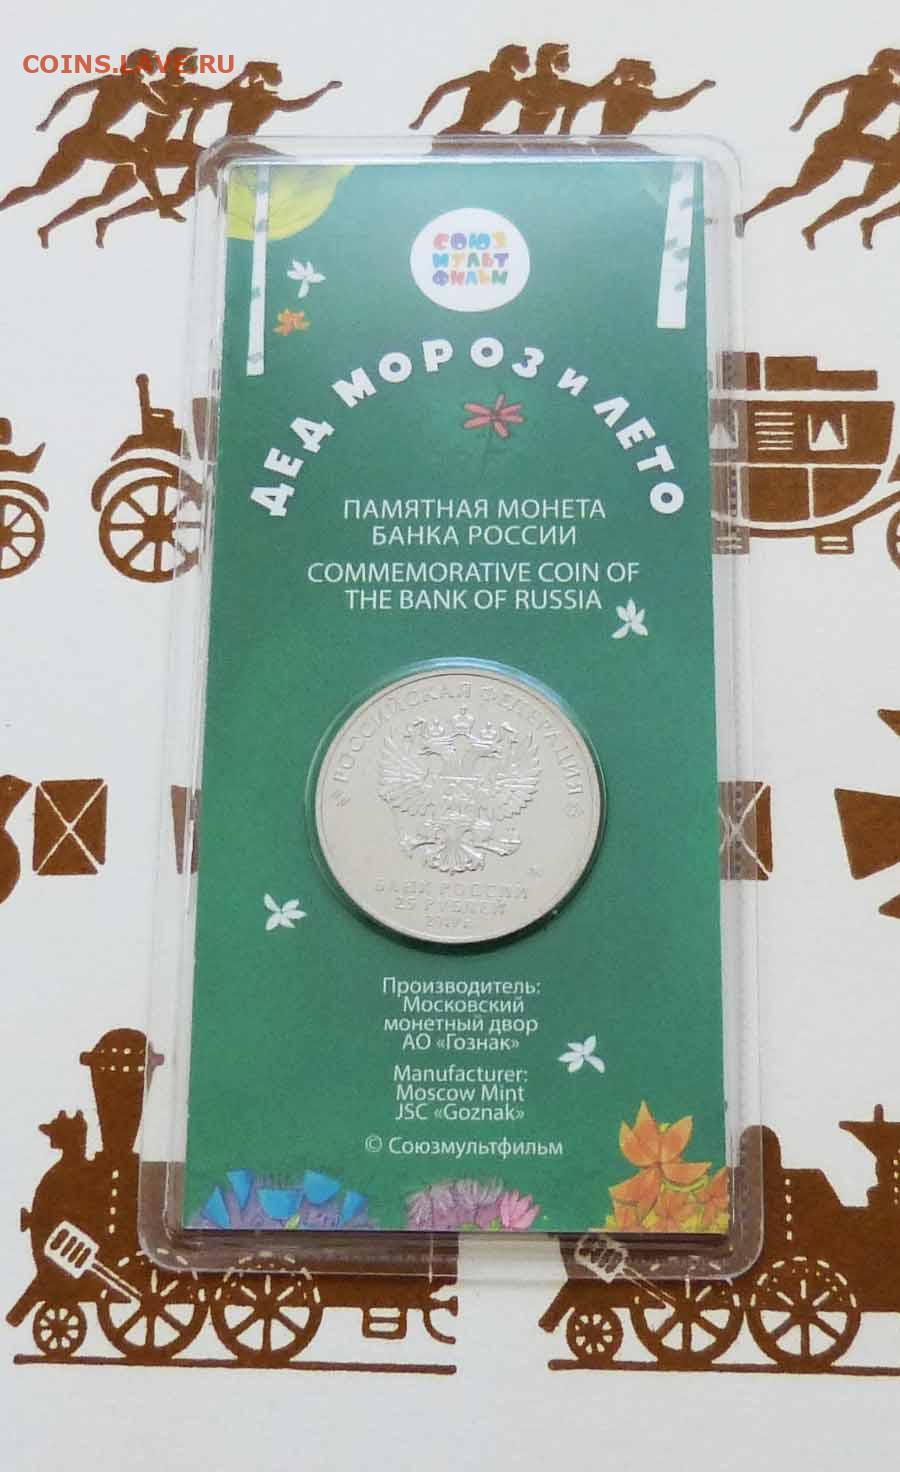 COINS.LAVE.RU
СОЮЗ
МУЛЬТ
ФИЛЬМ
ДЕД МОРОЗ И ЛЕТО
ПАМЯТНАЯ МОНЕТА
БАНКА РОССИИ
COMMEMORATIVE COIN OF
THE BANK OF RUSSIA
РОССИЙСКАЯ ФЕДЕРАЦИЯ
БАНК РОССИИ
25 РУБЛЕЙ
Производитель:
Московский
монетный двор
АО «Гознак»
Manufacturer:
Moscow Mint
JSC «Goznak»
© Союзмультфильм